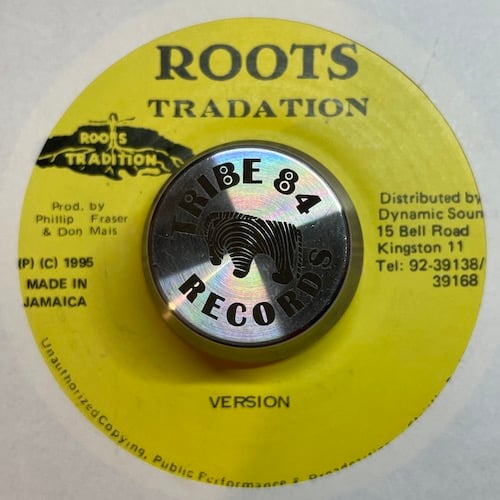 ROOTS
TRADATION
ROOTS
TRADITION
Prod. by
Phillip Fraser
& Don Mais
(P) (C) 1995
MADE IN
JAMAICA
TRIBE 84
RECORDS
Distributed by
Dynamic Soun
15 Bell Road
Kingston 11
Tel: 92-39138/
39168
VERSION
Unauthorized Copying, Public Performance &